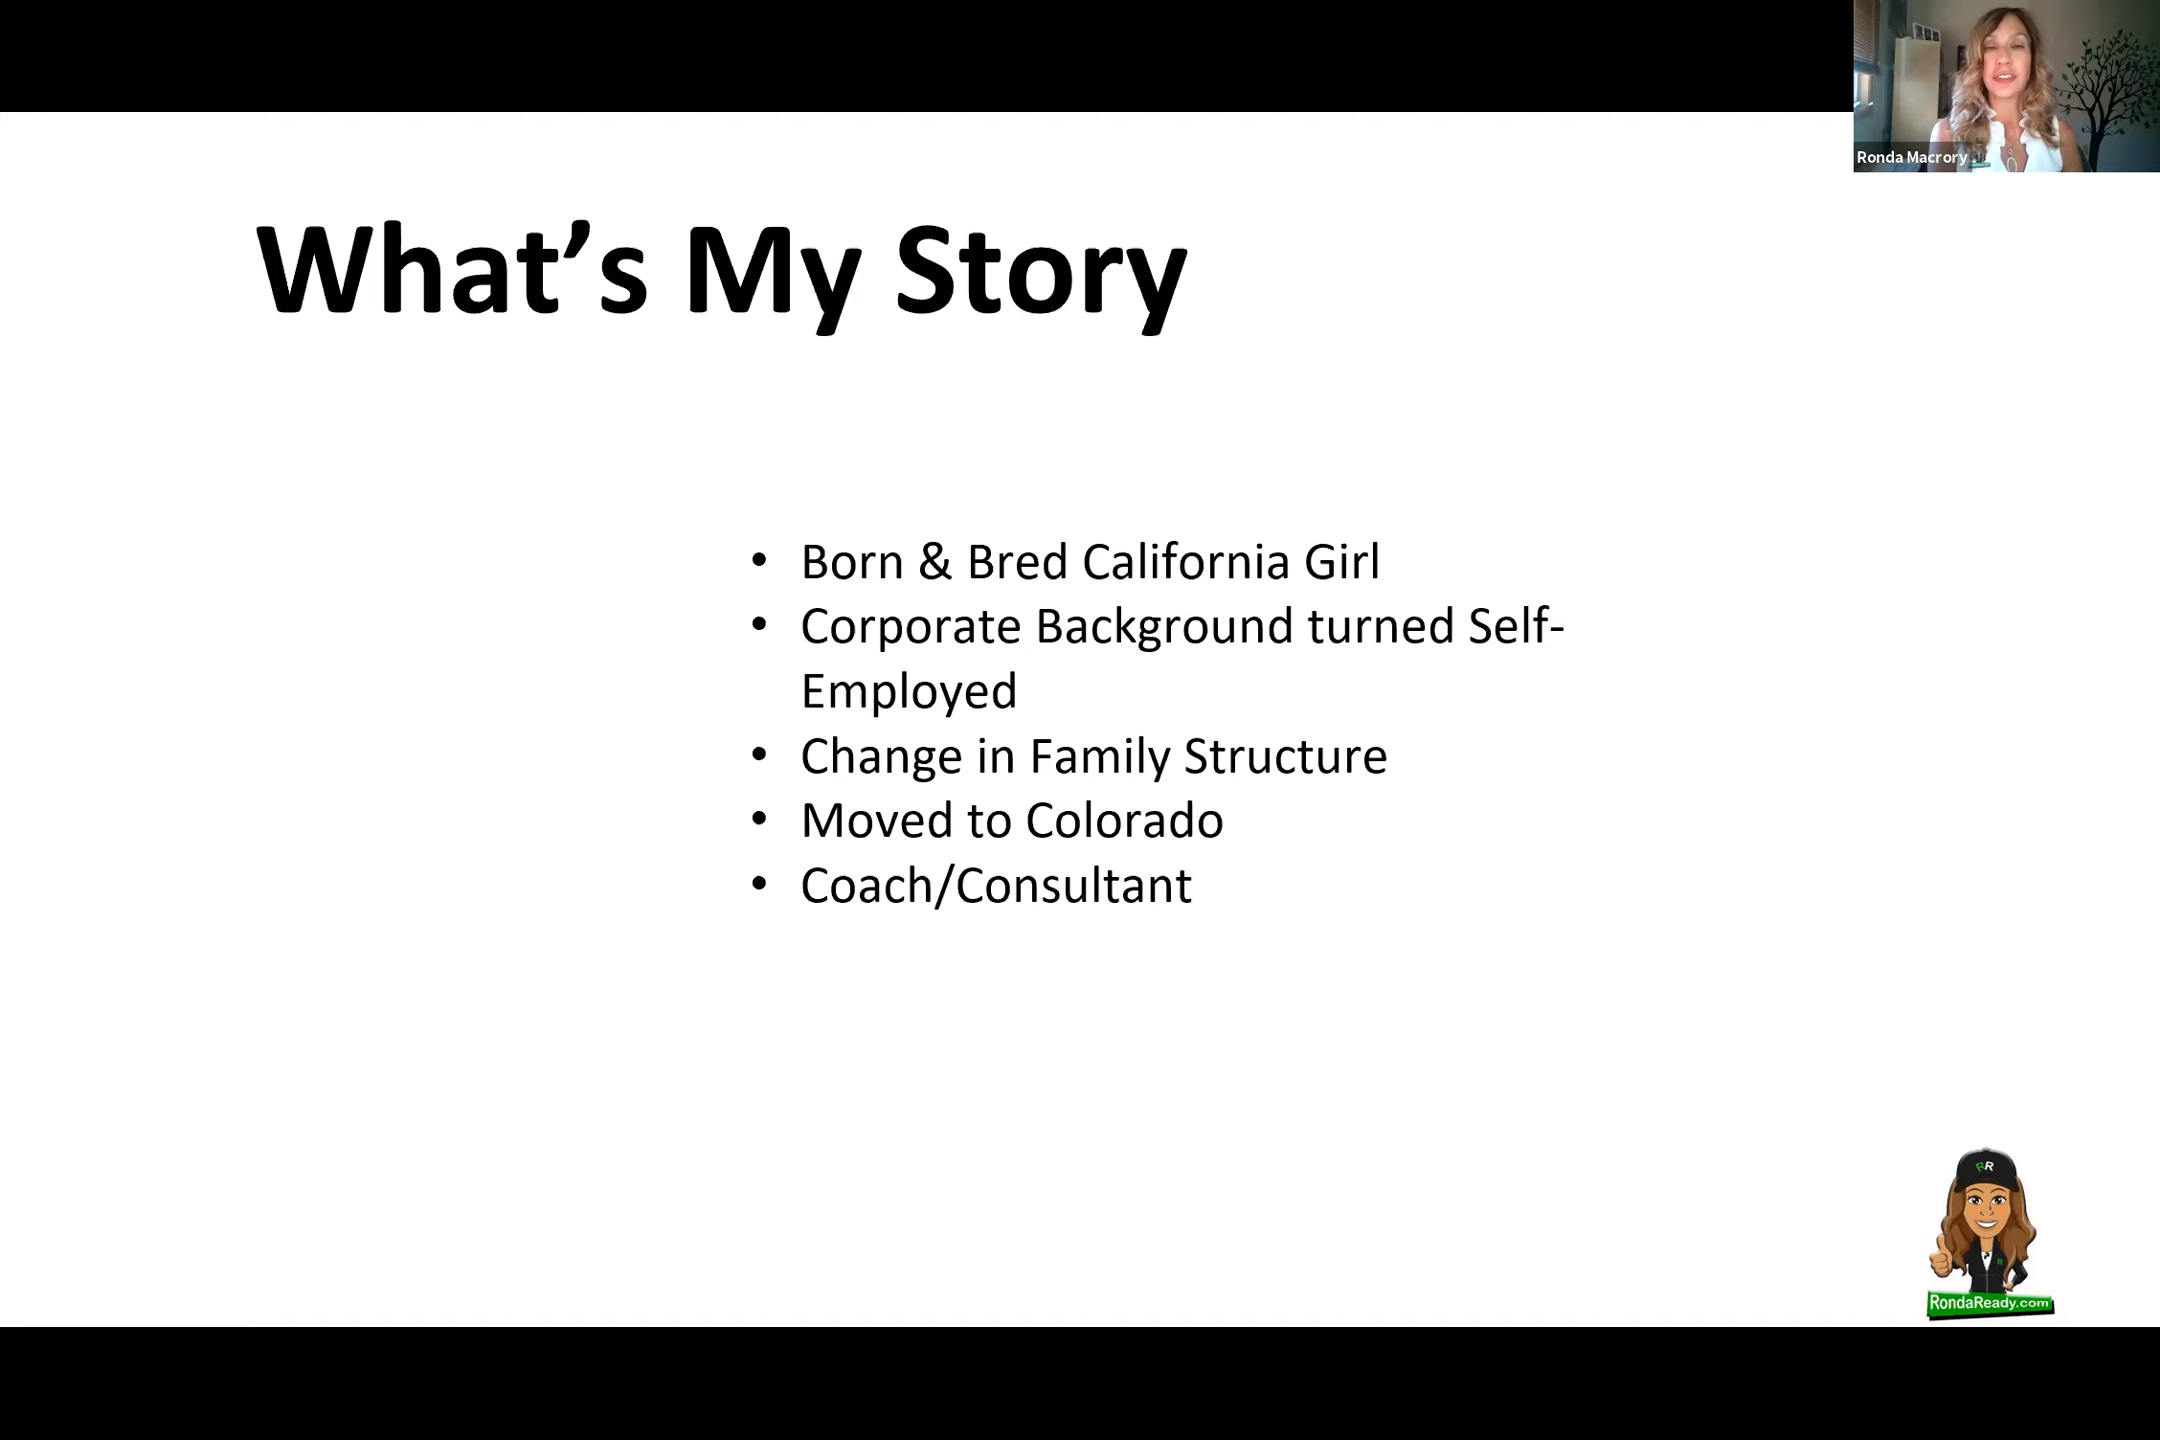 Ronda Macrory
What's My Story
• Born & Bred California Girl
• Corporate Background turned Self-
Employed
• Change in Family Structure
• Moved to Colorado
• Coach/Consultant
RR
R
RondaReady.com